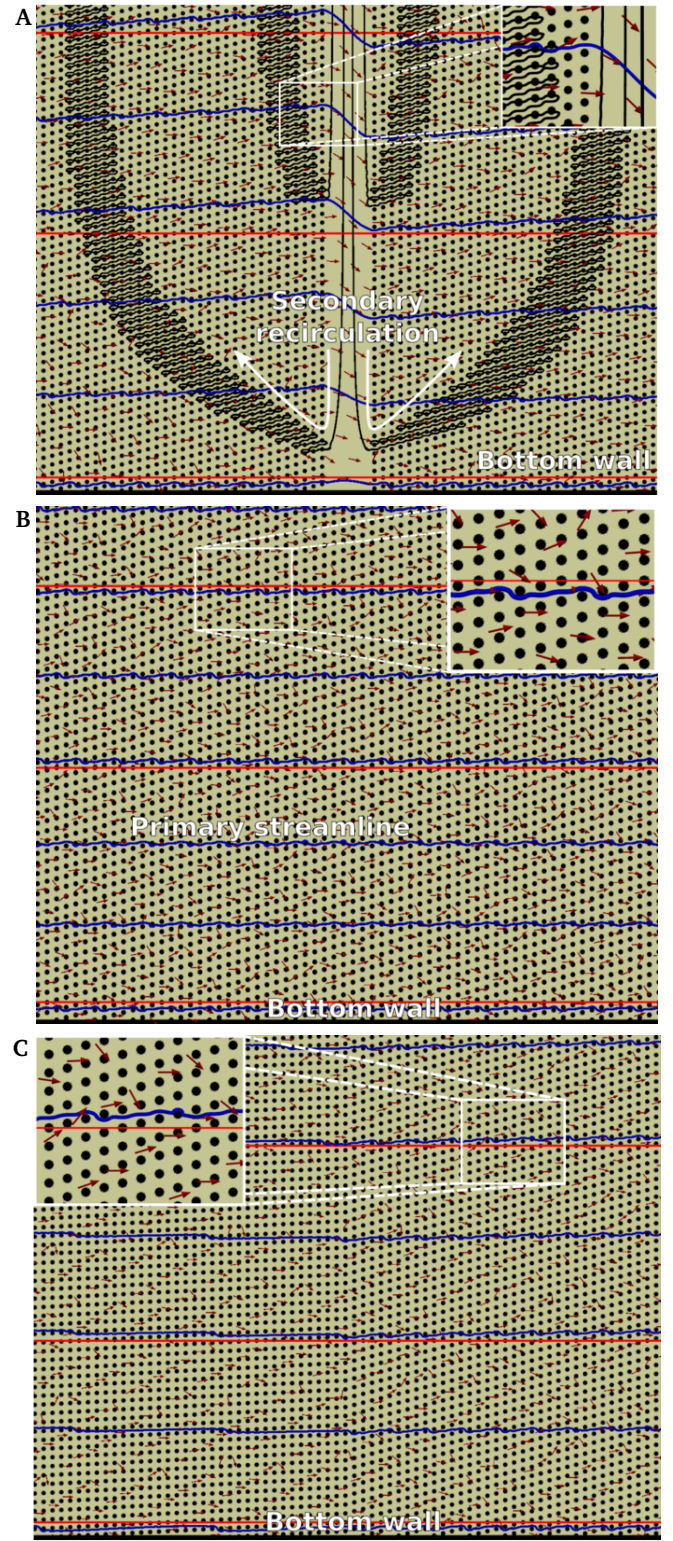 A
Secondary
recirculation
Bottom wall
B
Primary streamline
Bottom wall
C
Bottom wall